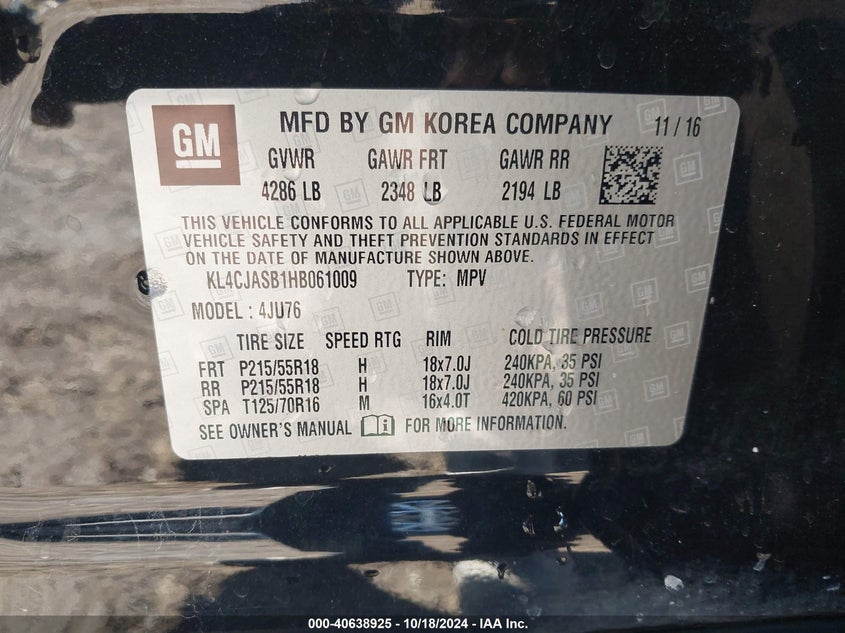 GM
MFD BY GM KOREA COMPANY 11/16
GVWR GAWR FRT GAWR RR
4286 LB 2348 LB 2194 LB
THIS VEHICLE CONFORMS TO ALL APPLICABLE U.S. FEDERAL MOTOR
VEHICLE SAFETY AND THEFT PREVENTION STANDARDS IN EFFECT
ON THE DATE OF MANUFACTURE SHOWN ABOVE.
KL4CJASB1HB061009 TYPE: MPV
MODEL : 4JU76
TIRE SIZE SPEED RTG RIM COLD TIRE PRESSURE
FRT P215/55R18 H 18x7.0J 240KPA, 35 PSI
RR P215/55R18 H 18x7.0J 240KPA, 35 PSI
SPA T125/70R16 M 16x4.0T 420KPA, 60 PSI
SEE OWNER'S MANUAL i FOR MORE INFORMATION.
000-40638925 - 10/18/2024 - IAA Inc.